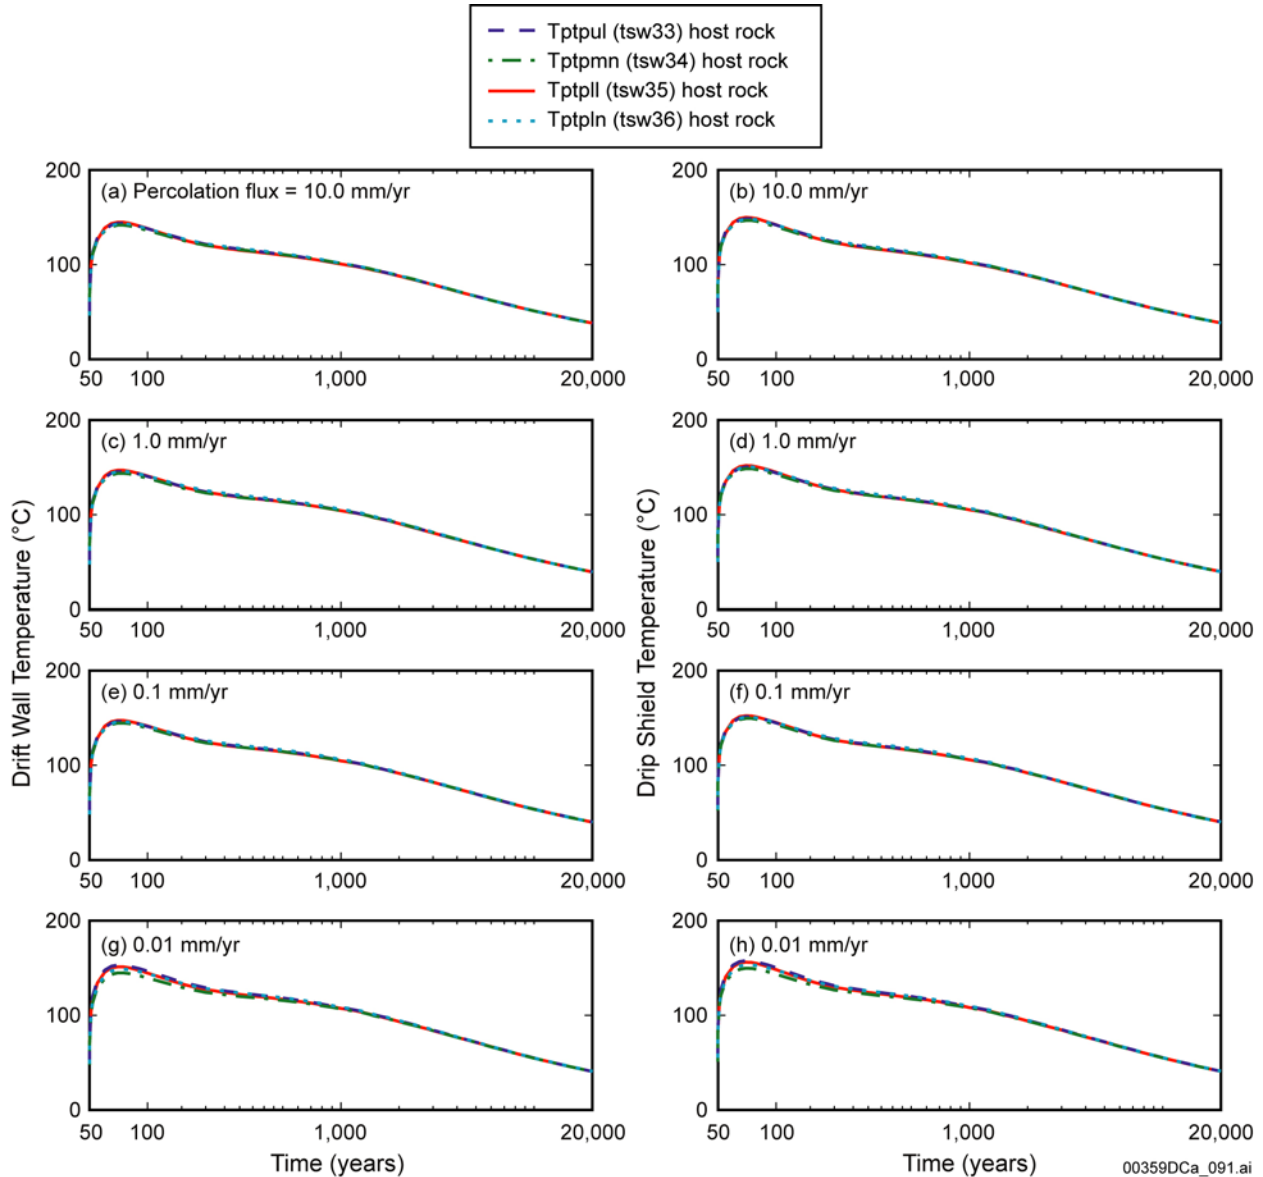 Tptpul (tsw33) host rock
Tptpmn (tsw34) host rock
Tptpll (tsw35) host rock
Tptpln (tsw36) host rock
200
(a) Percolation flux = 10.0 mm/yr
100
0
50 100 1,000 20,000
200
(b) 10.0 mm/yr
100
0
50 100 1,000 20,000
200
(c) 1.0 mm/yr
100
0
50 100 1,000 20,000
200
(d) 1.0 mm/yr
100
0
50 100 1,000 20,000
Drift Wall Temperature (°C)
Drip Shield Temperature (°C)
200
(e) 0.1 mm/yr
100
0
50 100 1,000 20,000
200
(f) 0.1 mm/yr
100
0
50 100 1,000 20,000
200
(g) 0.01 mm/yr
100
0
50 100 1,000 20,000
Time (years)
200
(h) 0.01 mm/yr
100
0
50 100 1,000 20,000
Time (years)
00359DCa_091.ai